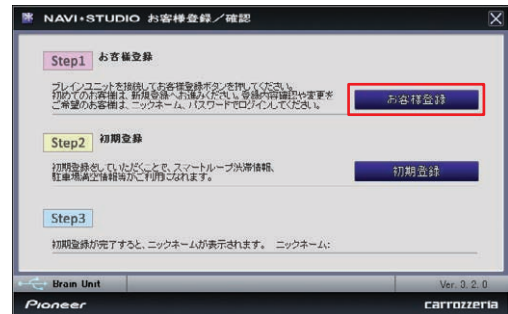 NAVI•STUDIO お客様登録／確認
Step1 お客様登録
ブレインユニットを接続してお客様登録ボタンを押してください。
初めてのお客様は、新規登録へお進みください。登録内容確認や変更を
ご希望のお客様は、ニックネーム、パスワードでログインしてください。
お客様登録
Step2 初期登録
初期登録をしていただくことで、スマートループ渋滞情報、
駐車場満空情報等がご利用になれます。
初期登録
Step3
初期登録が完了すると、ニックネームが表示されます。 ニックネーム:
Brain Unit
Ver. 3. 2. 0
Pioneer
carrozzeria